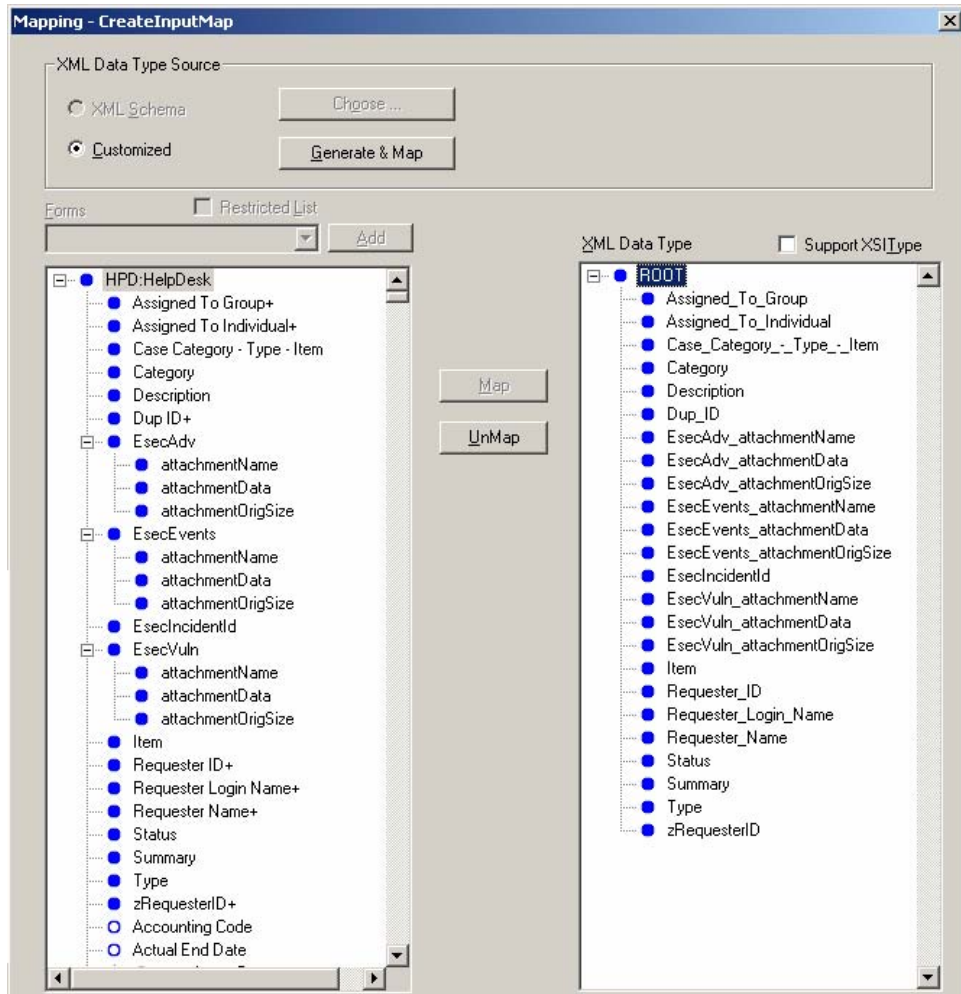 Mapping - CreateInputMap
XML Data Type Source
XML Schema
Choose ...
Customized
Generate & Map
Forms
Restricted List
Add
HPD:HelpDesk
Assigned To Group+
Assigned To Individual+
Case Category - Type - Item
Category
Description
Dup ID+
EsecAdv
attachmentName
attachmentData
attachmentOrigSize
EsecEvents
attachmentName
attachmentData
attachmentOrigSize
EsecIncidentId
EsecVuln
attachmentName
attachmentData
attachmentOrigSize
Item
Requester ID+
Requester Login Name+
Requester Name+
Status
Summary
Type
zRequesterID+
Accounting Code
Actual End Date
Map
UnMap
XML Data Type
Support XSIType
ROOT
Assigned_To_Group
Assigned_To_Individual
Case_Category_-_Type_-_Item
Category
Description
Dup_ID
EsecAdv_attachmentName
EsecAdv_attachmentData
EsecAdv_attachmentOrigSize
EsecEvents_attachmentName
EsecEvents_attachmentData
EsecEvents_attachmentOrigSize
EsecIncidentId
EsecVuln_attachmentName
EsecVuln_attachmentData
EsecVuln_attachmentOrigSize
Item
Requester_ID
Requester_Login_Name
Requester_Name
Status
Summary
Type
zRequesterID